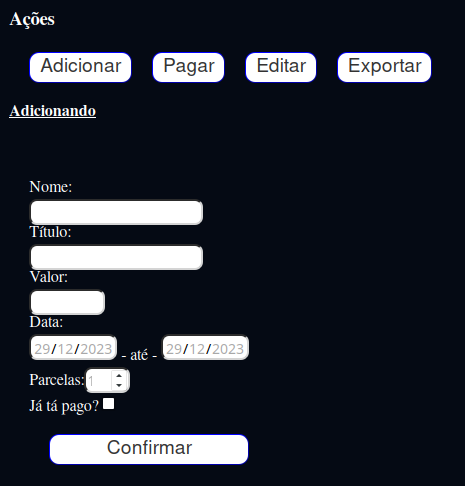 Ações
Adicionar Pagar Editar Exportar
Adicionando
Nome:
Título:
Valor:
Data:
29/12/2023 - até - 29/12/2023
Parcelas: 1
Já tá pago?
Confirmar